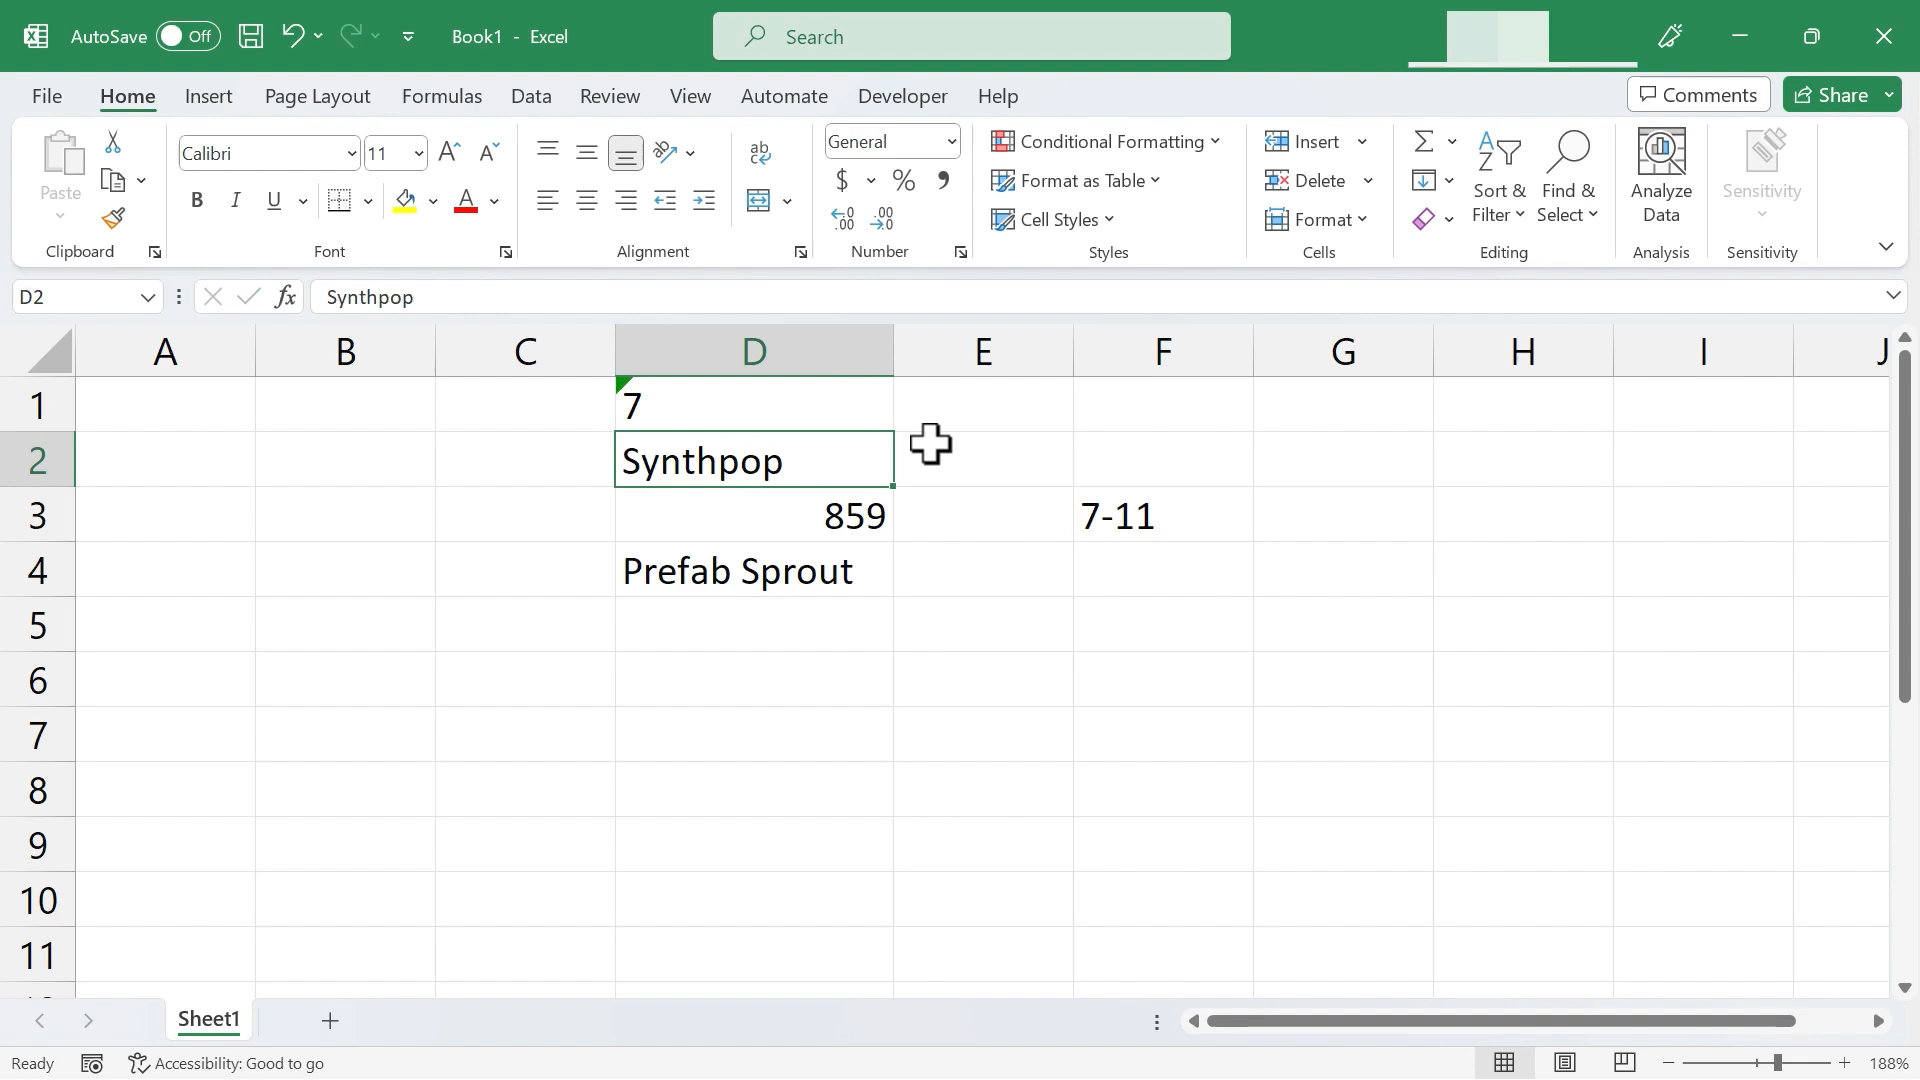 AutoSave Off Book1 - Excel Search
File Home Insert Page Layout Formulas Data Review View Automate Developer Help Comments Share
Paste Calibri 11 General Conditional Formatting Insert Sort & Find & Analyze Sensitivity
B I U ab $ % , Format as Table Delete Filter Select Data
Cell Styles Format
Clipboard Font Alignment Number Styles Cells Editing Analysis Sensitivity
D2 fx Synthpop
A B C D E F G H I J
1 7
2 Synthpop
3 859 7-11
4 Prefab Sprout
5
6
7
8
9
10
11
Sheet1
Ready Accessibility: Good to go 188%